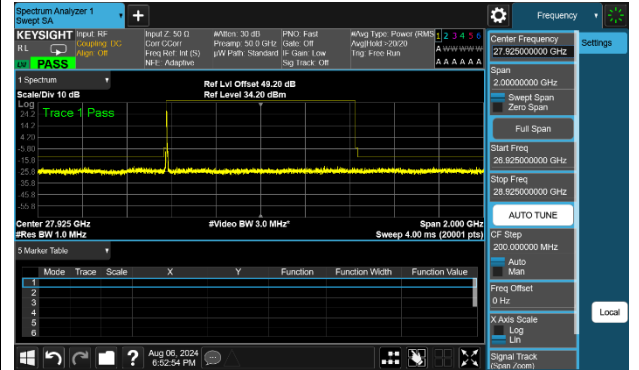 Spectrum Analyzer 1
Swept SA
+
Frequency
KEYSIGHT
RL
PASS
Input: RF
Coupling: DC
Align: Off
Input Z: 50 Ω
Corr CCorr
Freq Ref: Int (S)
NFE: Adaptive
#Atten: 30 dB
Preamp: 50.0 GHz
µW Path: Standard
PNO: Fast
Gate: Off
IF Gain: Low
Sig Track: Off
#Avg Type: Power (RMS)
Avg|Hold:>20/20
Trig: Free Run
1 2 3 4 5 6
A W W W W W
A A A A A A
1 Spectrum
Scale/Div 10 dB
Ref Lvl Offset 49.20 dB
Ref Level 34.20 dBm
Log
Trace 1 Pass
24.2
14.2
4.20
-5.80
-15.8
-25.8
-35.8
-45.8
-55.8
Center 27.925 GHz
#Res BW 1.0 MHz
#Video BW 3.0 MHz*
Span 2.000 GHz
Sweep 4.00 ms (20001 pts)
5 Marker Table
Mode Trace Scale X Y Function Function Width Function Value
1
2
3
4
5
6
Aug 06, 2024
6:52:54 PM
Center Frequency
27.925000000 GHz
Span
2.00000000 GHz
Swept Span
Zero Span
Full Span
Start Freq
26.925000000 GHz
Stop Freq
28.925000000 GHz
AUTO TUNE
CF Step
200.000000 MHz
Auto
Man
Freq Offset
0 Hz
X Axis Scale
Log
Lin
Signal Track
(Span Zoom)
Settings
Local